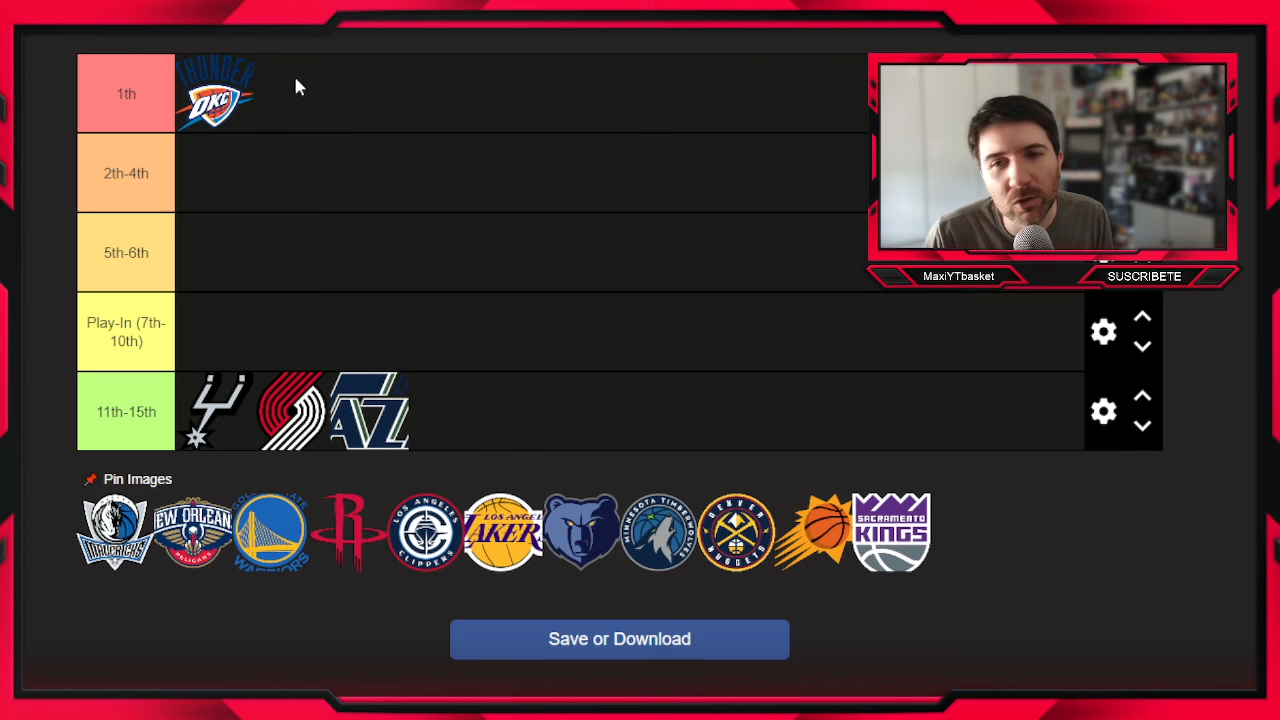 1th
THUNDER
OKC
2th-4th
5th-6th
Play-In (7th-
10th)
11th-15th
MaxiYTbasket
SUSCRIBETE
Pin Images
MAVERICKS
NEW ORLEANS
PELICANS
WARRIORS
R
LOS ANGELES
CLIPPERS
LOS ANGELES
LAKERS
MINNESOTA TIMBERWOLVES
DENVER
NUGGETS
SACRAMENTO
KINGS
Save or Download